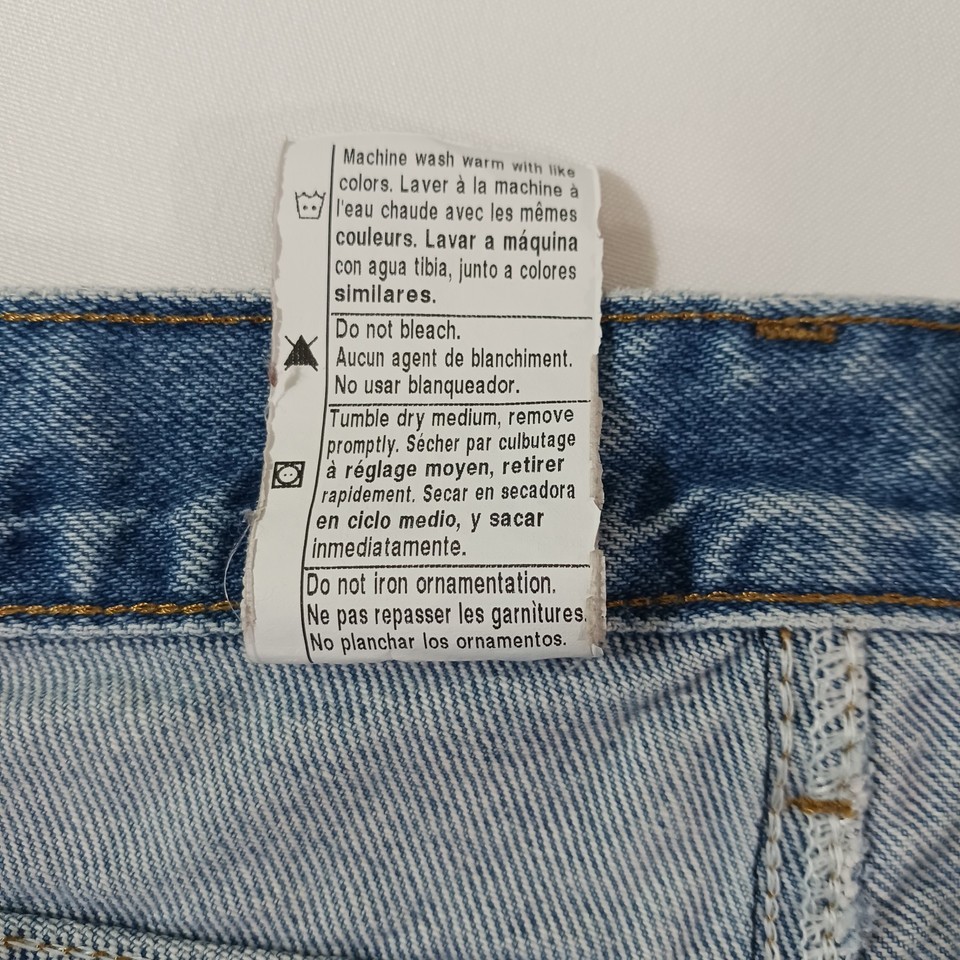 Machine wash warm with like
colors. Laver à la machine à
l'eau chaude avec les mêmes
couleurs. Lavar a máquina
con agua tibia, junto a colores
similares.
Do not bleach.
Aucun agent de blanchiment.
No usar blanqueador.
Tumble dry medium, remove
promptly. Sécher par culbutage
à réglage moyen, retirer
rapidement. Secar en secadora
en ciclo medio, y sacar
inmediatamente.
Do not iron ornamentation.
Ne pas repasser les garnitures.
No planchar los ornamentos.